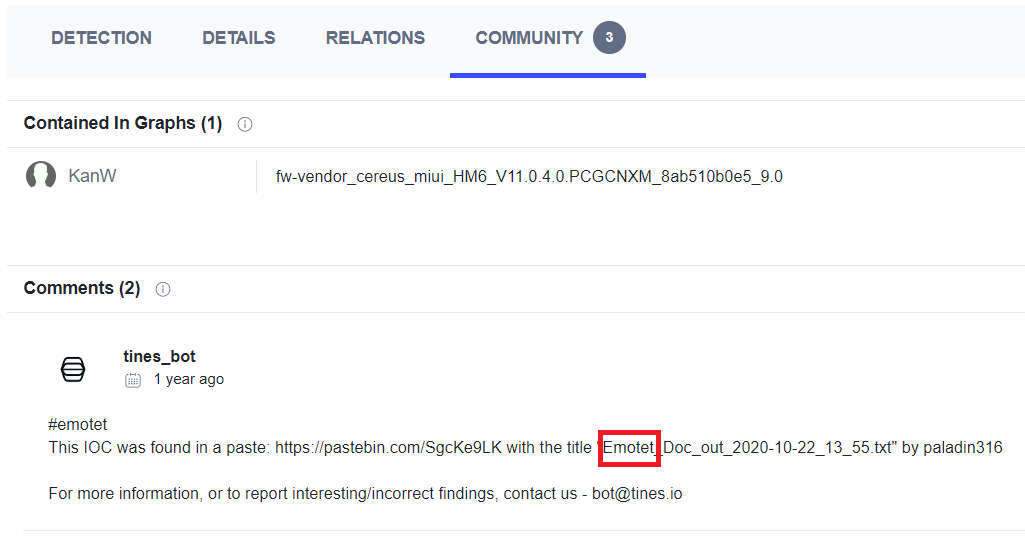 DETECTION DETAILS RELATIONS COMMUNITY 3
Contained In Graphs (1)
KanW fw-vendor_cereus_miui_HM6_V11.0.4.0.PCGCNXM_8ab510b0e5_9.0
Comments (2)
tines_bot
1 year ago
#emotet
This IOC was found in a paste: https://pastebin.com/SgcKe9LK with the title "Emotet_Doc_out_2020-10-22_13_55.txt" by paladin316
For more information, or to report interesting/incorrect findings, contact us - bot@tines.io